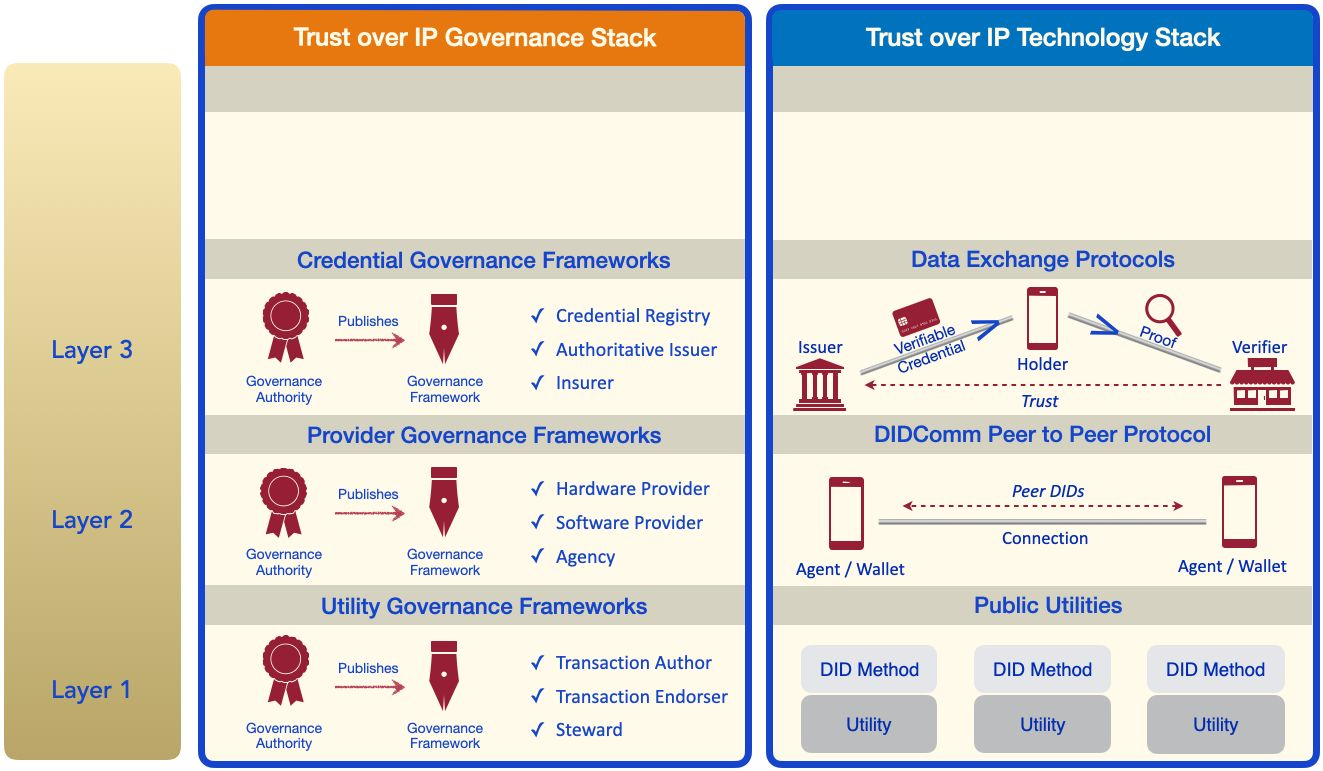 Trust over IP Governance Stack
Trust over IP Technology Stack
Layer 3
Credential Governance Frameworks
Publishes
Governance
Authority
Governance
Framework
✓ Credential Registry
✓ Authoritative Issuer
✓ Insurer
Data Exchange Protocols
Issuer
Verifiable
Credential
Holder
Proof
Verifier
Trust
Layer 2
Provider Governance Frameworks
Publishes
Governance
Authority
Governance
Framework
✓ Hardware Provider
✓ Software Provider
✓ Agency
DIDComm Peer to Peer Protocol
Peer DIDs
Connection
Agent / Wallet
Agent / Wallet
Layer 1
Utility Governance Frameworks
Publishes
Governance
Authority
Governance
Framework
✓ Transaction Author
✓ Transaction Endorser
✓ Steward
Public Utilities
DID Method
DID Method
DID Method
Utility
Utility
Utility